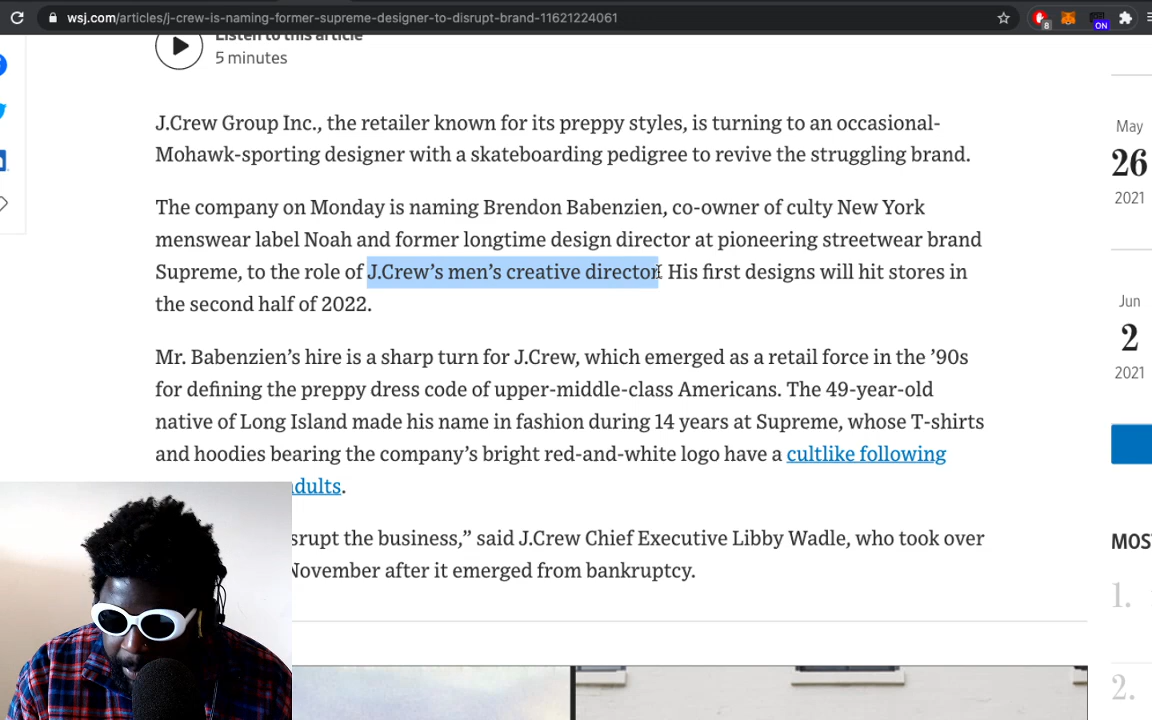 wsj.com/articles/j-crew-is-naming-former-supreme-designer-to-disrupt-brand-11621224061
8
ON
Listen to this article
5 minutes
J.Crew Group Inc., the retailer known for its preppy styles, is turning to an occasional-
Mohawk-sporting designer with a skateboarding pedigree to revive the struggling brand.
The company on Monday is naming Brendon Babenzien, co-owner of culty New York
menswear label Noah and former longtime design director at pioneering streetwear brand
Supreme, to the role of J.Crew’s men’s creative director. His first designs will hit stores in
the second half of 2022.
Mr. Babenzien’s hire is a sharp turn for J.Crew, which emerged as a retail force in the ’90s
for defining the preppy dress code of upper-middle-class Americans. The 49-year-old
native of Long Island made his name in fashion during 14 years at Supreme, whose T-shirts
and hoodies bearing the company’s bright red-and-white logo have a cultlike following
adults.
srupt the business,” said J.Crew Chief Executive Libby Wadle, who took over
November after it emerged from bankruptcy.
May
26
2021
Jun
2
2021
MOS
1.
2.